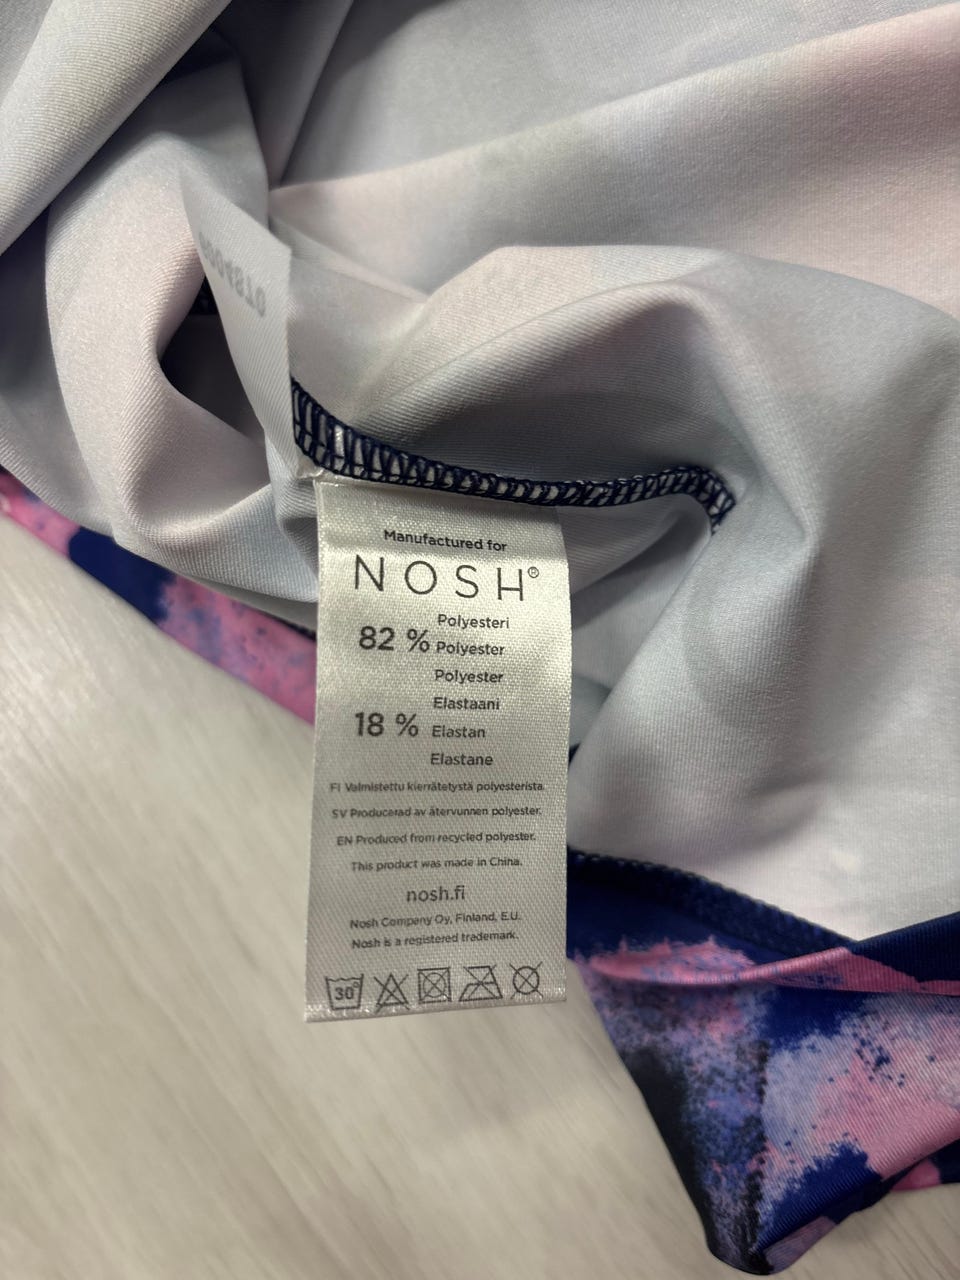 Manufactured for
NOSH®
82 % Polyesteri
Polyester
Polyester
18 % Elastaani
Elastan
Elastane
FI Valmistettu kierrätetystä polyesterista.
SV Producerad av återvunnen polyester.
EN Produced from recycled polyester.
This product was made in China.
nosh.fi
Nosh Company Oy, Finland, E.U.
Nosh is a registered trademark.
30°